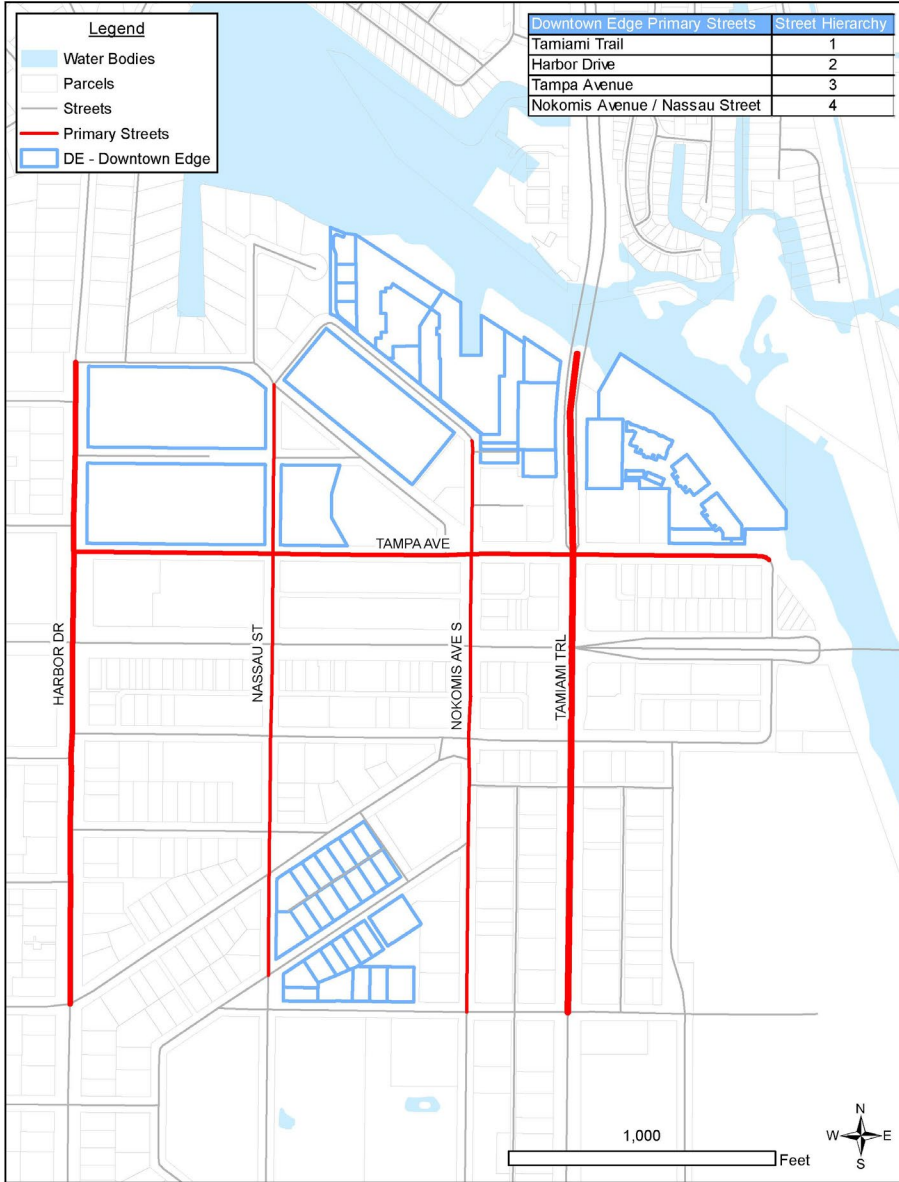 Legend
Water Bodies
Parcels
Streets
Primary Streets
DE - Downtown Edge
Downtown Edge Primary Streets Street Hierarchy
Tamiami Trail 1
Harbor Drive 2
Tampa Avenue 3
Nokomis Avenue / Nassau Street 4
TAMPA AVE
HARBOR DR
NASSAU ST
NOKOMIS AVE S
TAMIAMI TRL
1,000
Feet
N
W E
S